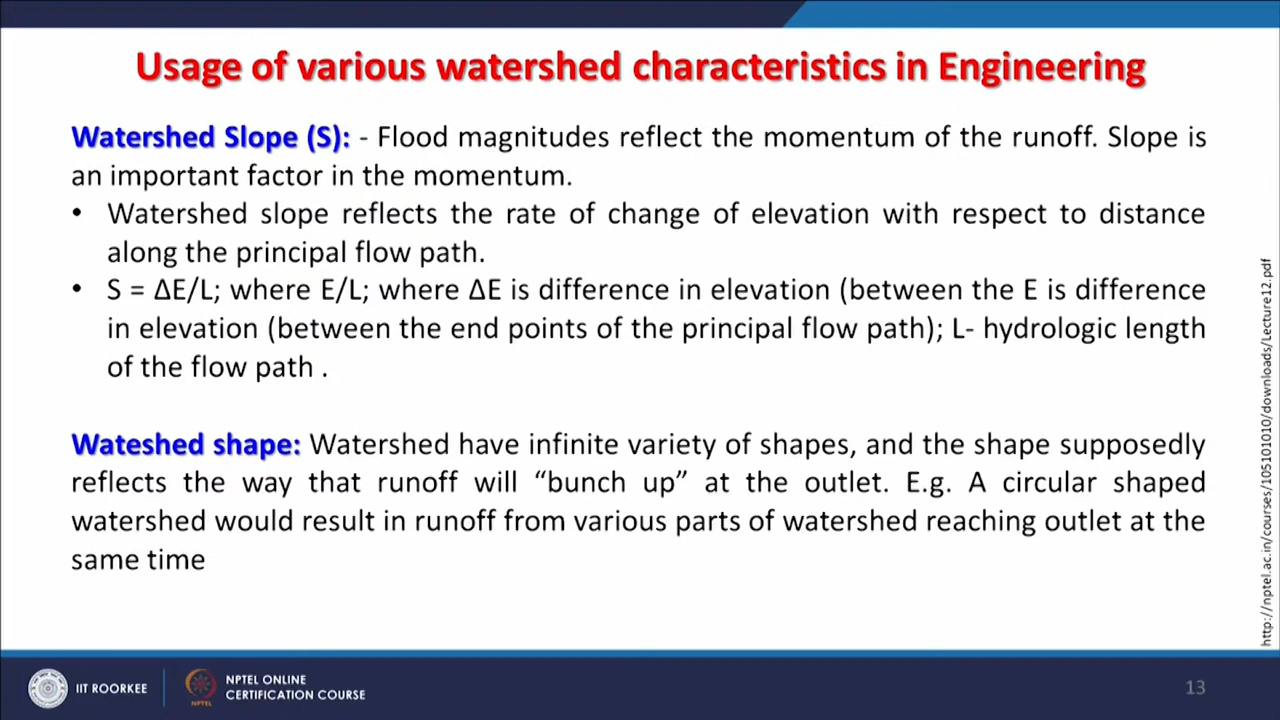 Usage of various watershed characteristics in Engineering
Watershed Slope (S): - Flood magnitudes reflect the momentum of the runoff. Slope is
an important factor in the momentum.
• Watershed slope reflects the rate of change of elevation with respect to distance
along the principal flow path.
• S = ΔE/L; where E/L; where ΔE is difference in elevation (between the E is difference
in elevation (between the end points of the principal flow path); L- hydrologic length
of the flow path .
Wateshed shape: Watershed have infinite variety of shapes, and the shape supposedly
reflects the way that runoff will “bunch up” at the outlet. E.g. A circular shaped
watershed would result in runoff from various parts of watershed reaching outlet at the
same time
http://nptel.ac.in/courses/105101010/downloads/Lecture12.pdf
IIT ROORKEE
NPTEL
NPTEL ONLINE
CERTIFICATION COURSE
13